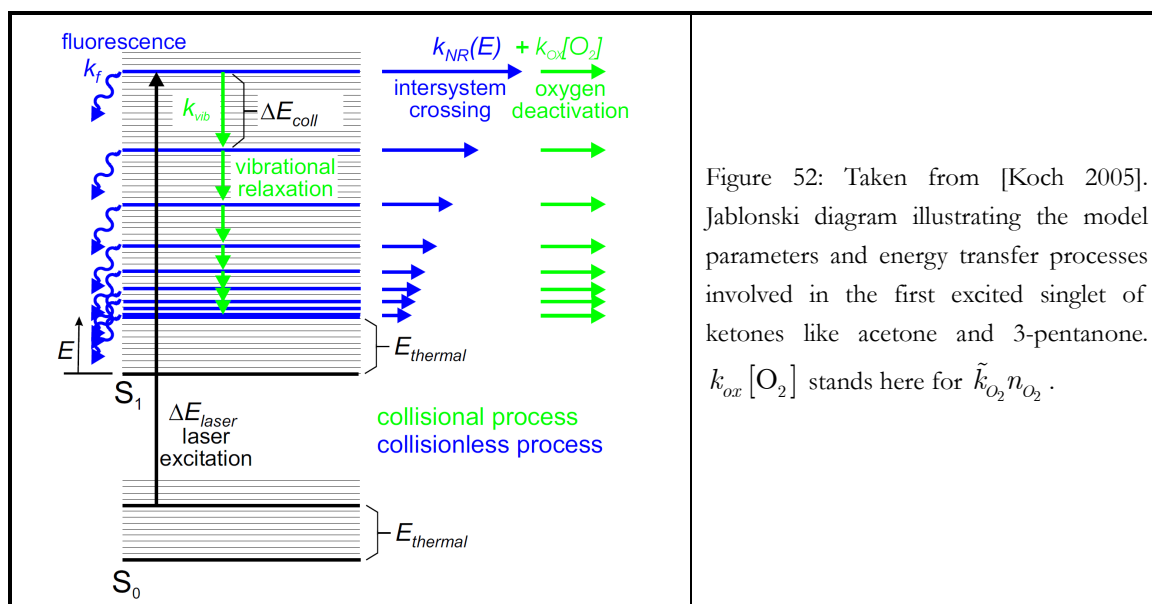 fluorescence
k_f
k_NR(E) + k_ox[O_2]
intersystem crossing
oxygen deactivation
k_vib
ΔE_coll
vibrational relaxation
E
E_thermal
S_1
ΔE_laser
laser
excitation
collisional process
collisionless process
E_thermal
S_0
Figure 52: Taken from [Koch 2005].
Jablonski diagram illustrating the model
parameters and energy transfer processes
involved in the first excited singlet of
ketones like acetone and 3-pentanone.
k_ox [O_2] stands here for k̃_{O_2} n_{O_2} .